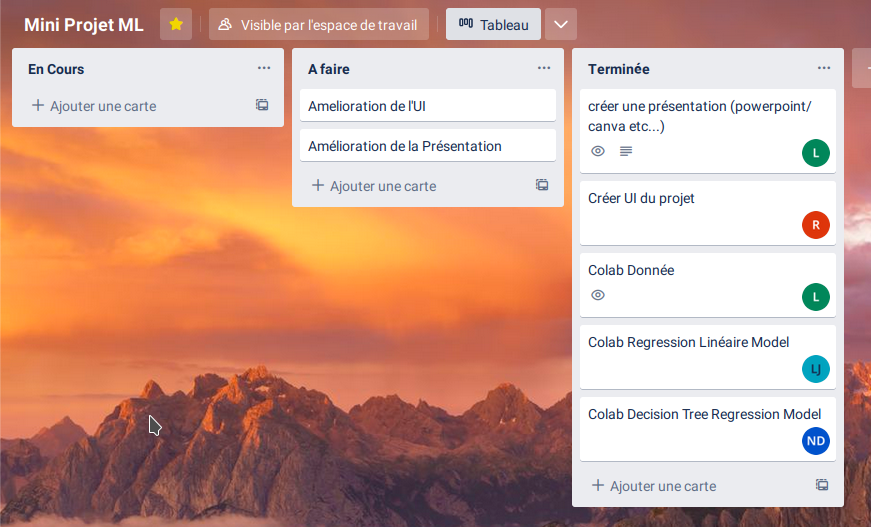 Mini Projet ML
Visible par l'espace de travail
Tableau
En Cours
Ajouter une carte
A faire
Amelioration de l'UI
Amélioration de la Présentation
Ajouter une carte
Terminée
créer une présentation (powerpoint/
canva etc...)
L
Créer UI du projet
R
Colab Donnée
L
Colab Regression Linéaire Model
LJ
Colab Decision Tree Regression Model
ND
Ajouter une carte